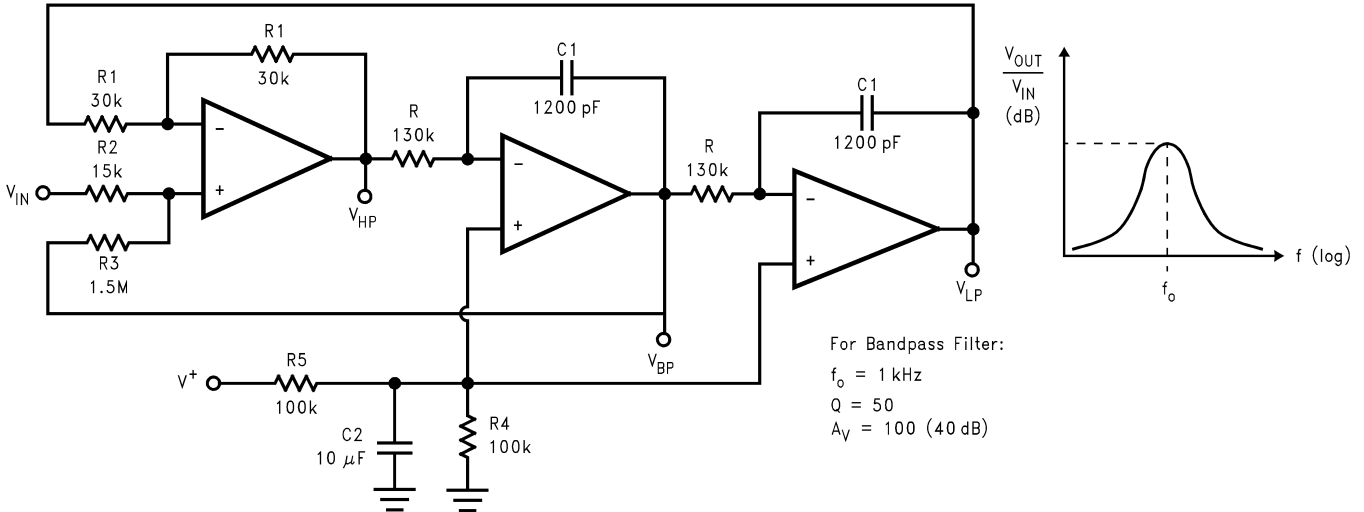 R1
30k
R1
30k
R2
15k
V_IN
R3
1.5M
−
+
V_HP
R
130k
C1
1200 pF
−
+
V_BP
R
130k
C1
1200 pF
−
+
V_LP
V⁺
R5
100k
C2
10 μF
R4
100k
V_OUT
V_IN
(dB)
f (log)
f_o
For Bandpass Filter:
f_o = 1 kHz
Q = 50
A_V = 100 (40 dB)